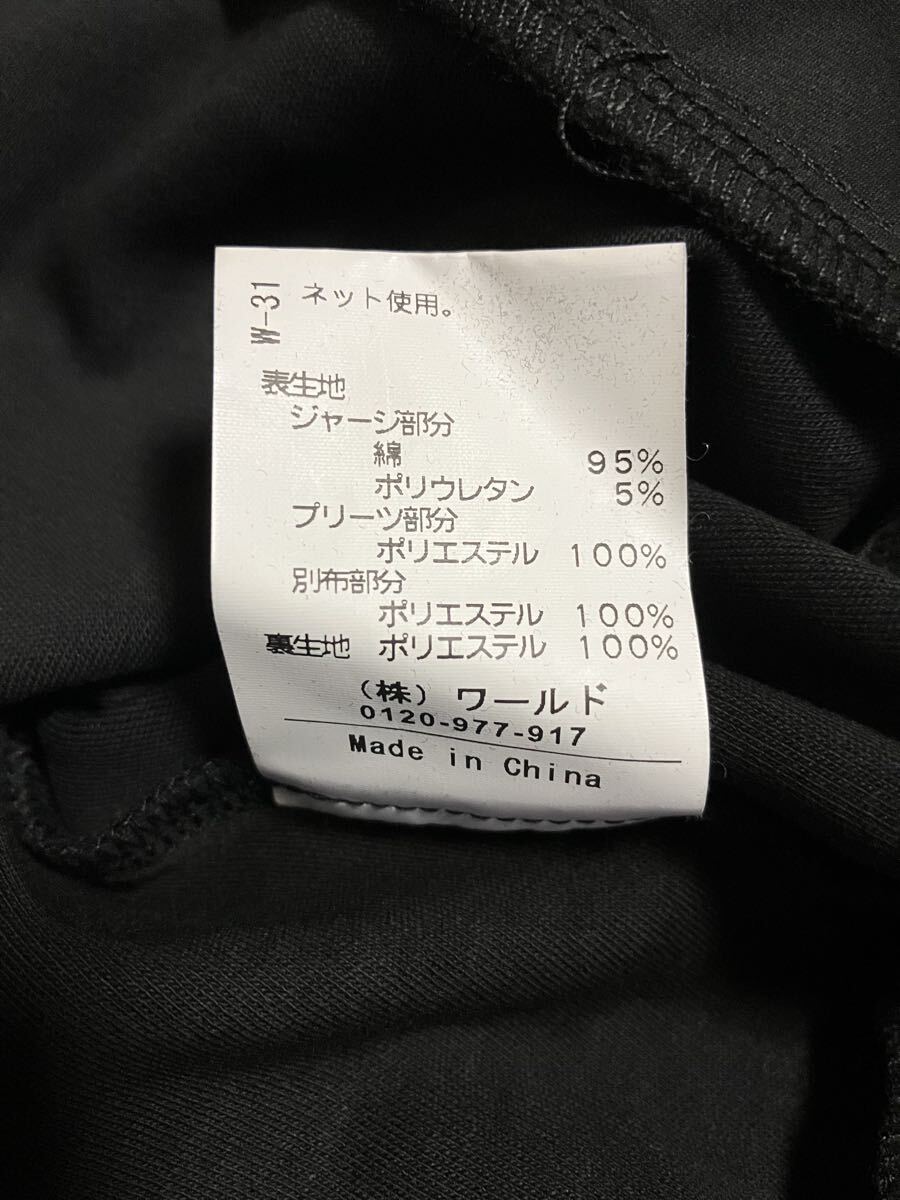 W-31
ネット使用。
表生地
ジャージ部分
綿 95%
ポリウレタン 5%
プリーツ部分
ポリエステル 100%
別布部分
ポリエステル 100%
裏生地 ポリエステル 100%
(株) ワールド
0120-977-917
Made in China